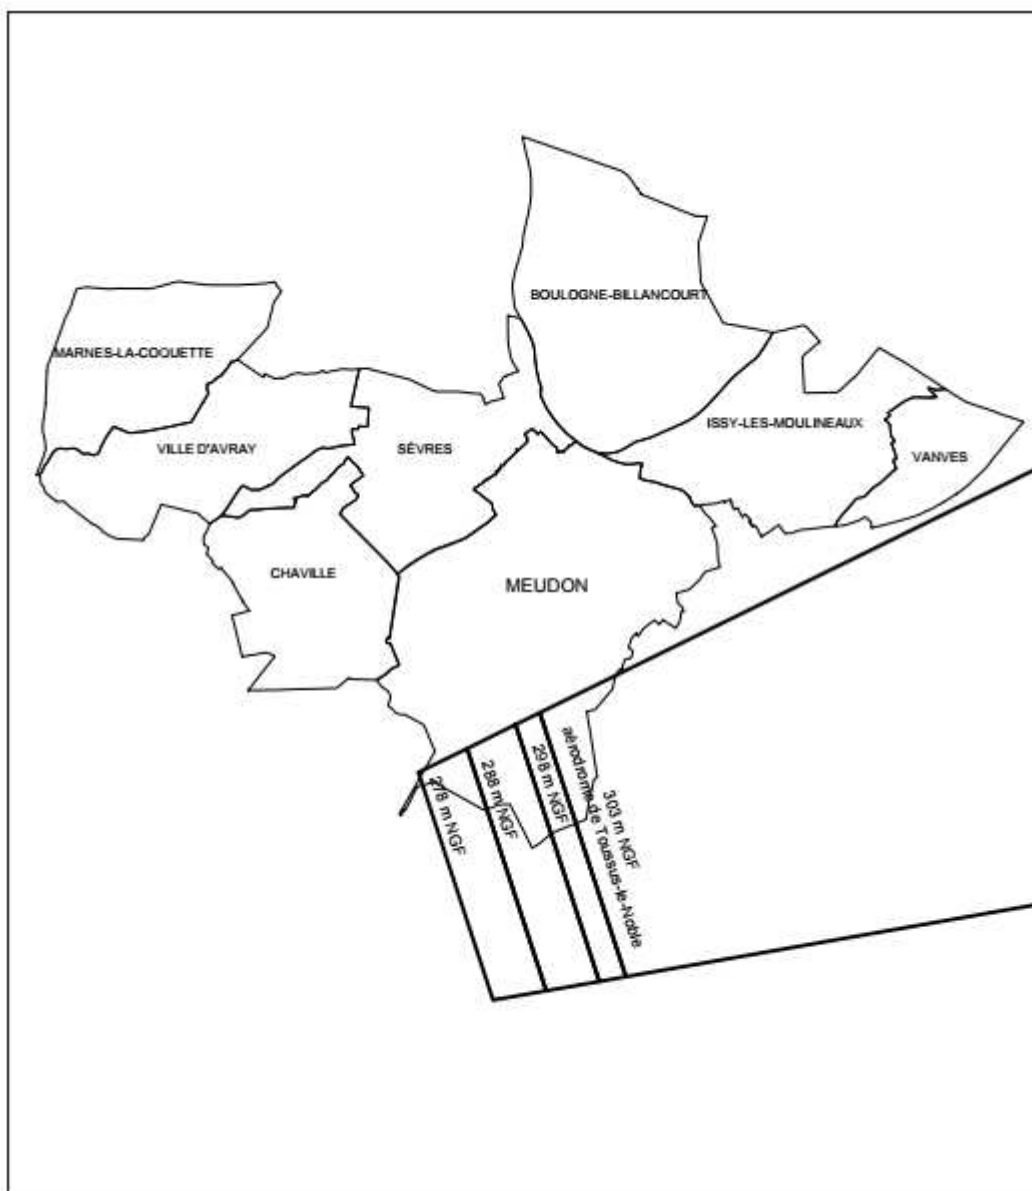 BOULOGNE-BILLANCOURT
MARNES-LA-COQUETTE
ISSY-LES-MOULINEAUX
VILLE D'AVRAY
SÈVRES
VANVES
CHAVILLE
MEUDON
278 m NGF
288 m NGF
298 m NGF
303 m NGF
aérodrome de Toussus-le-Noble